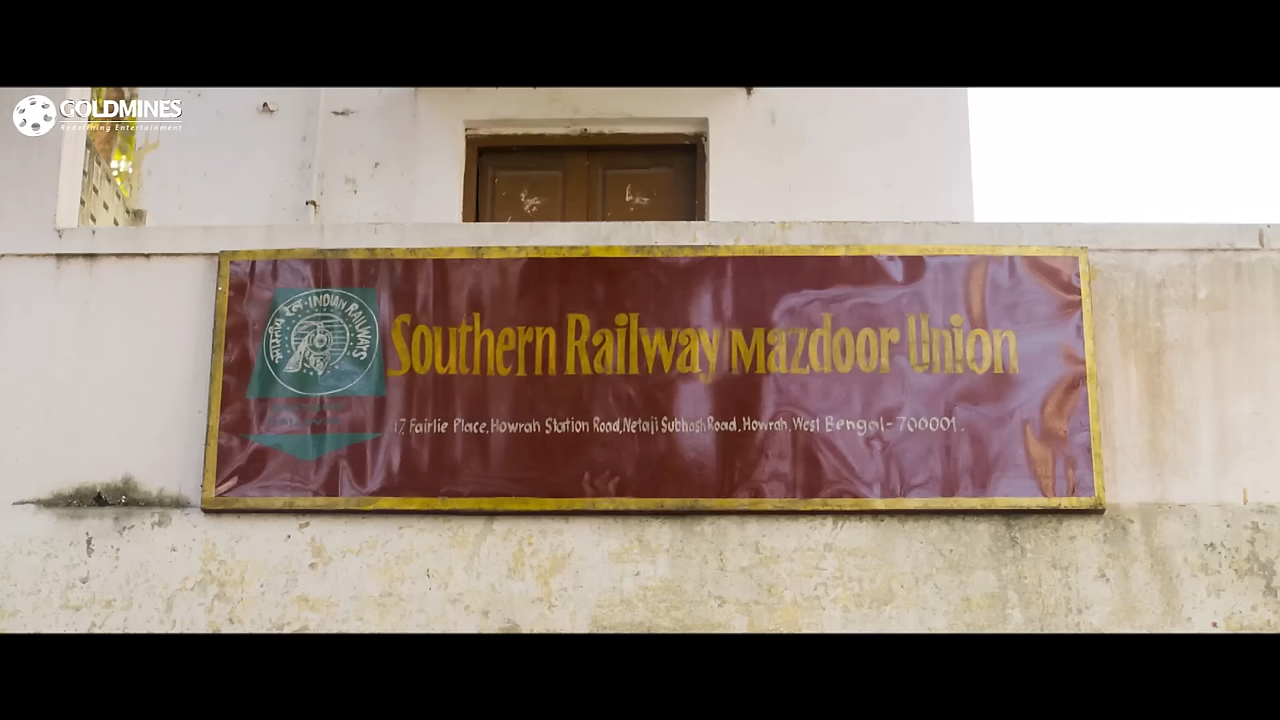 GOLDMINES
Redefining Entertainment
भारतीय रेल · INDIAN RAILWAYS
Southern Railway Mazdoor Union
17, Fairlie Place, Howrah Station Road, Netaji Subhash Road, Howrah, West Bengal - 700001.